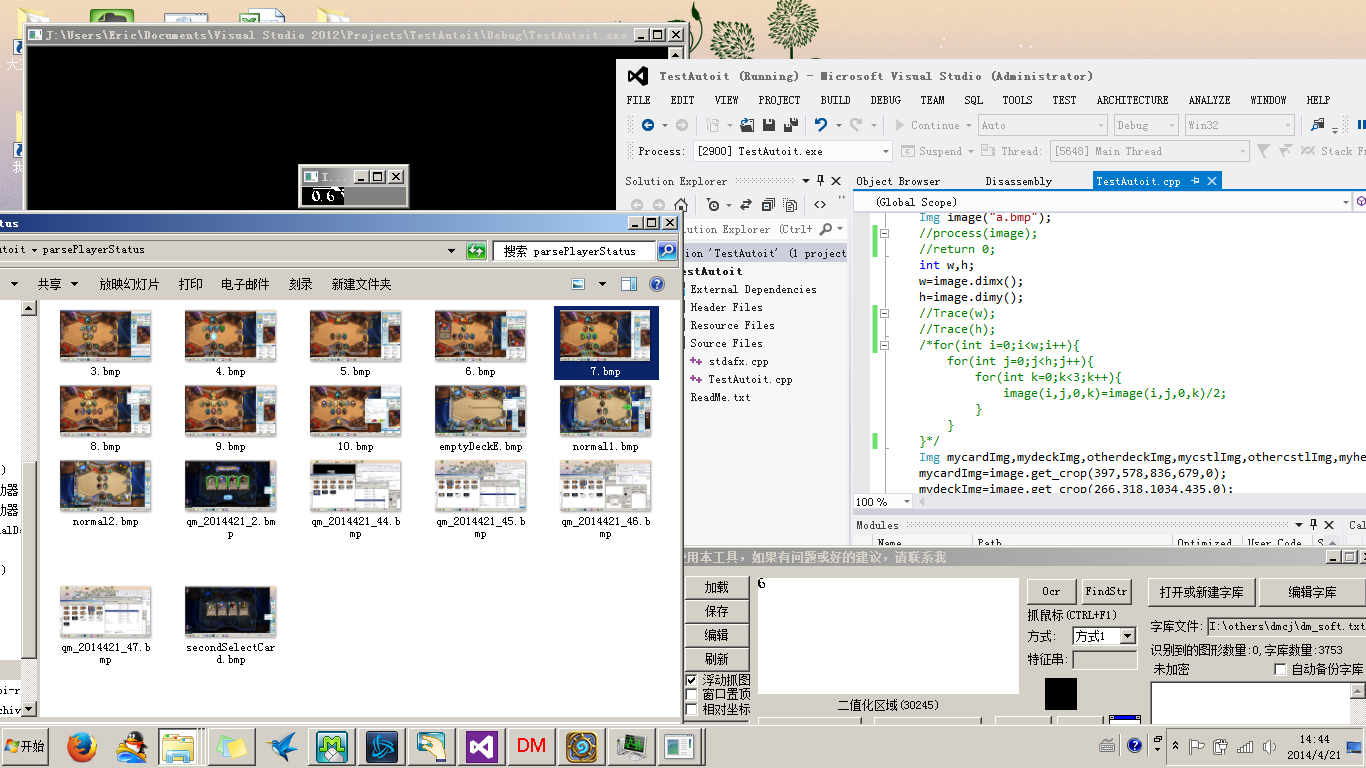 J:\Users\Eric\Documents\Visual Studio 2012\Projects\TestAutoit\Debug\TestAutoit.exe
I...
0.6
TestAutoit (Running) - Microsoft Visual Studio (Administrator)
FILE EDIT VIEW PROJECT BUILD DEBUG TEAM SQL TOOLS TEST ARCHITECTURE ANALYZE WINDOW HELP
Continue Auto Debug Win32
Process: [2900] TestAutoit.exe Suspend Thread: [5648] Main Thread Stack Fr
Solution Explorer
lution Explorer (Ctrl+
ion 'TestAutoit' (1 project
estAutoit
External Dependencies
Header Files
Resource Files
Source Files
stdafx.cpp
TestAutoit.cpp
ReadMe.txt
Object Browser Disassembly TestAutoit.cpp
(Global Scope)
Img image("a.bmp");
//process(image);
//return 0;
int w,h;
w=image.dimx();
h=image.dimy();
//Trace(w);
//Trace(h);
/*for(int i=0;i<w;i++){
for(int j=0;j<h;j++){
for(int k=0;k<3;k++){
image(i,j,0,k)=image(i,j,0,k)/2;
}
}
}*/
Img mycardImg,mydeckImg,otherdeckImg,mycstlImg,othercstlImg,myhe
mycardImg=image.get_crop(397,578,836,679,0);
mydeckImg=image.get_crop(266,318,1034,435,0);
100 %
Modules Cal
Name Path Optimized User Code S
atus
utoit parsePlayerStatus 搜索 parsePlayerStatus
共享 放映幻灯片 打印 电子邮件 刻录 新建文件夹
3.bmp 4.bmp 5.bmp 6.bmp 7.bmp
8.bmp 9.bmp 10.bmp emptyDeckE.bmp normal1.bmp
normal2.bmp qm_2014421_2.bmp qm_2014421_44.bmp qm_2014421_45.bmp qm_2014421_46.bmp
qm_2014421_47.bmp secondSelectCard.bmp
)
动器
动器
)
使用本工具，如果有问题或好的建议，请联系我
加载
保存
编辑
刷新
浮动抓图
窗口置顶
相对坐标
6
二值化区域(30245)
Ocr FindStr
抓鼠标(CTRL+F1)
方式: 方式1
特征串:
打开或新建字库 编辑字库
字库文件: I:\others\dmcj\dm_soft.txt
识别到的图形数量:0,字库数量:3753
未加密 自动备份字库
开始
DM
14:44
2014/4/21